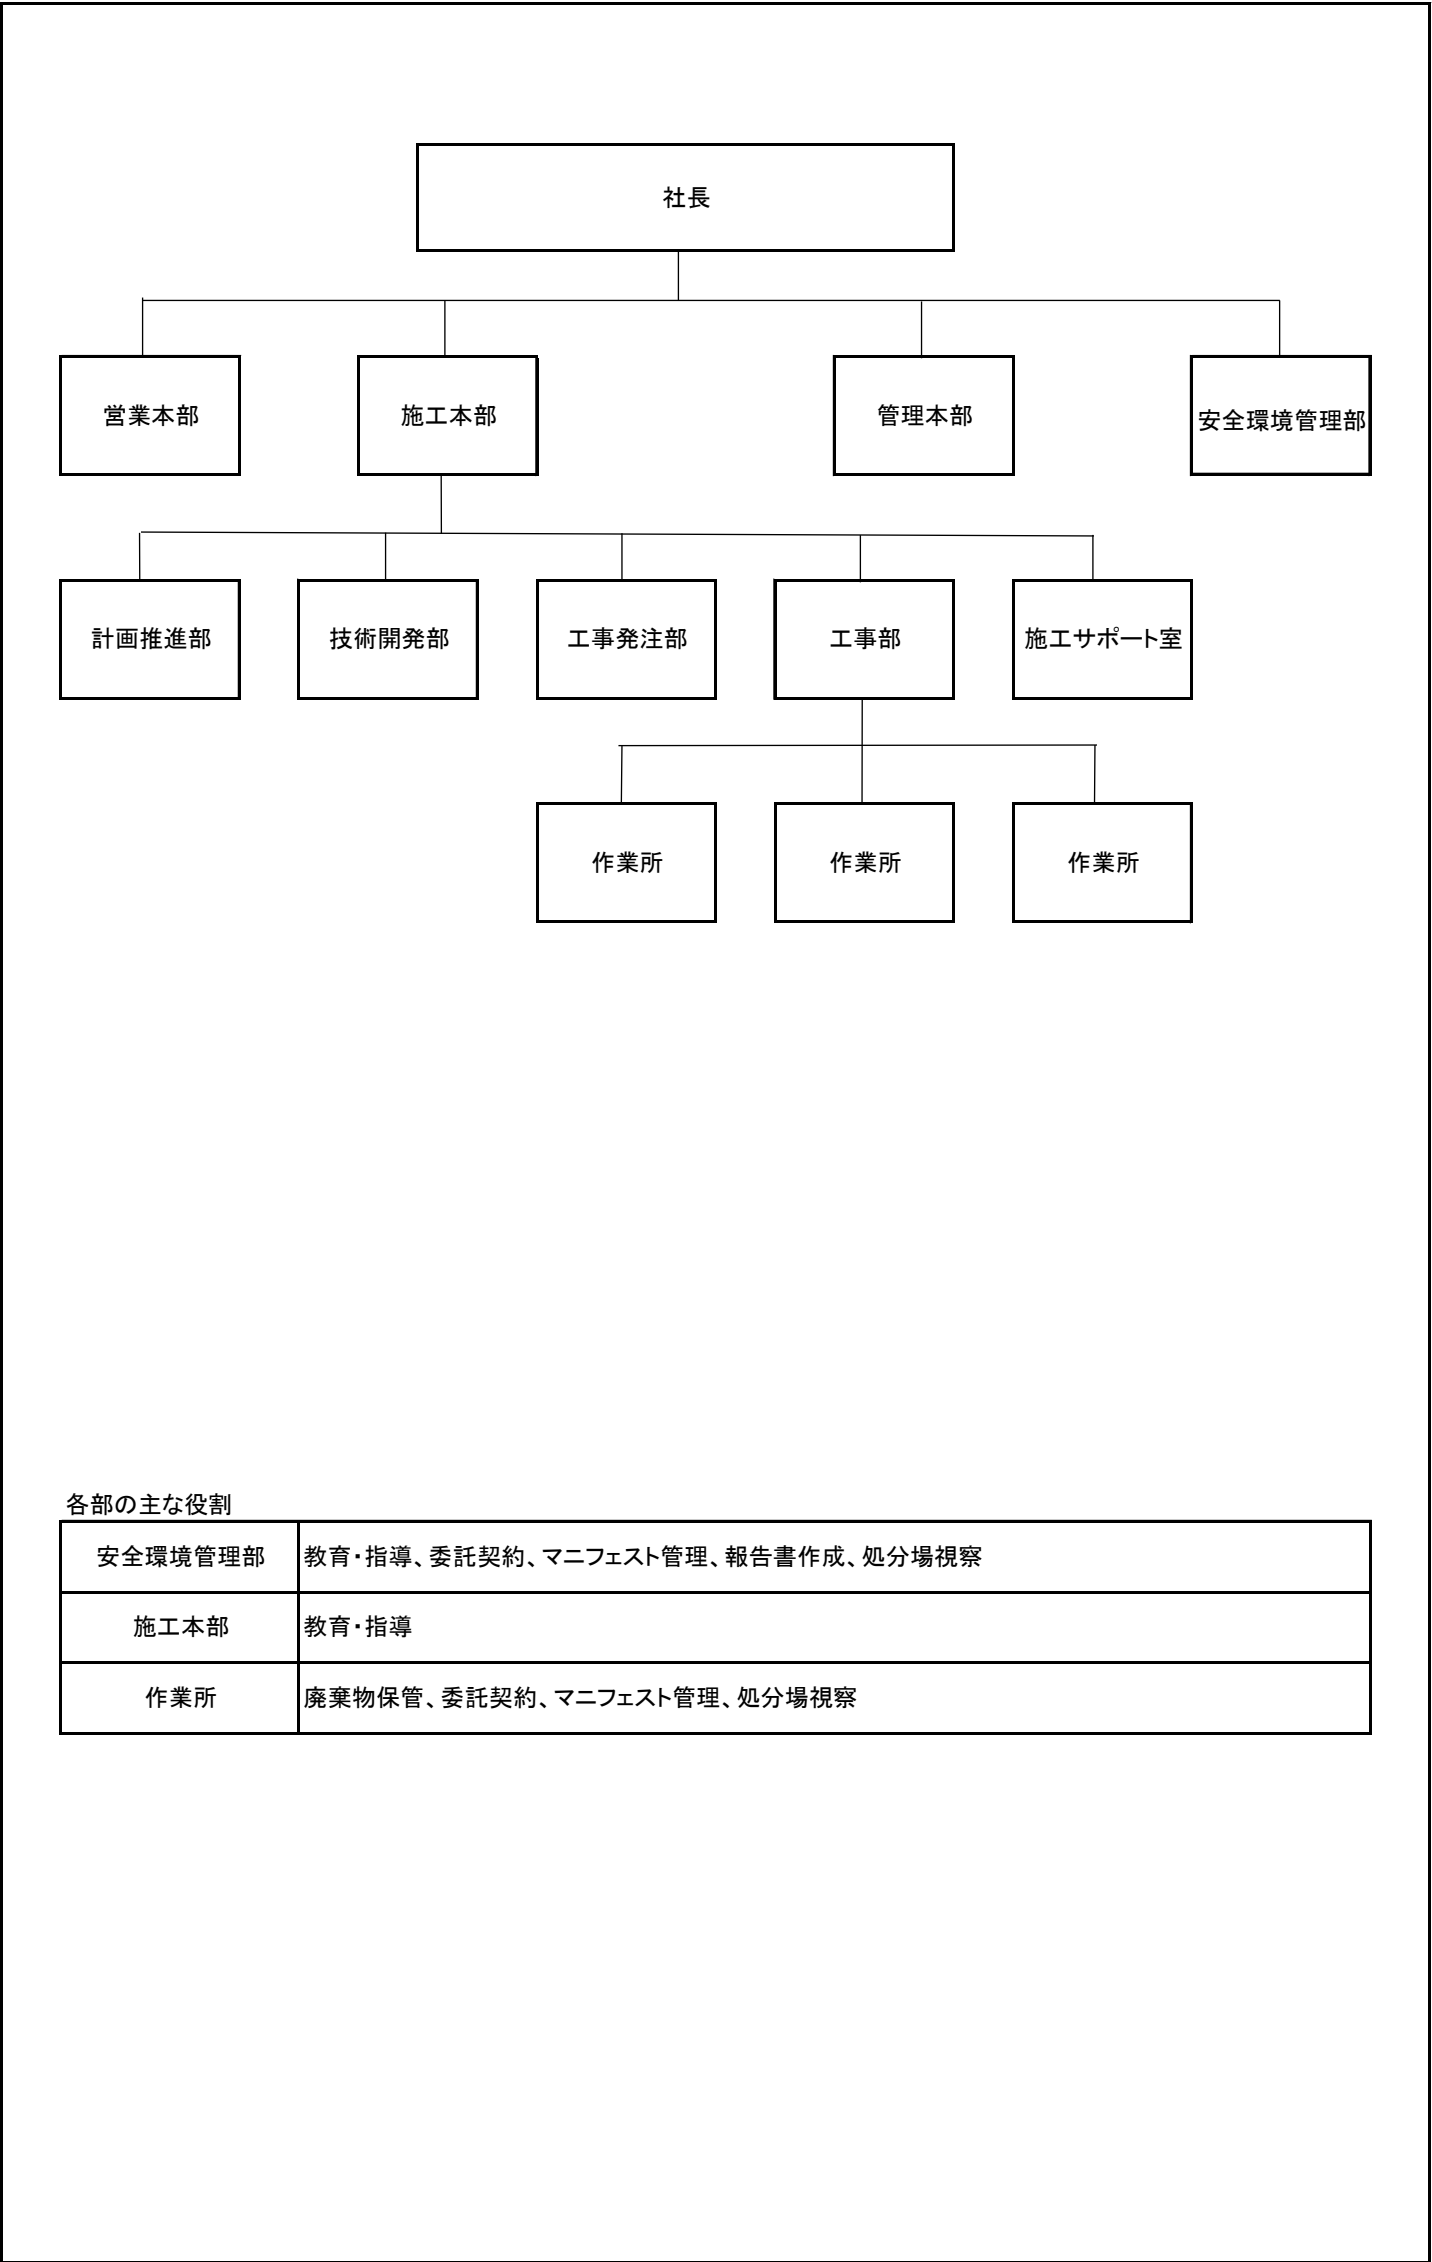 社長
営業本部
施工本部
管理本部
安全環境管理部
計画推進部
技術開発部
工事発注部
工事部
施工サポート室
作業所
作業所
作業所
各部の主な役割
安全環境管理部
教育・指導、委託契約、マニフェスト管理、報告書作成、処分場視察
施工本部
教育・指導
作業所
廃棄物保管、委託契約、マニフェスト管理、処分場視察